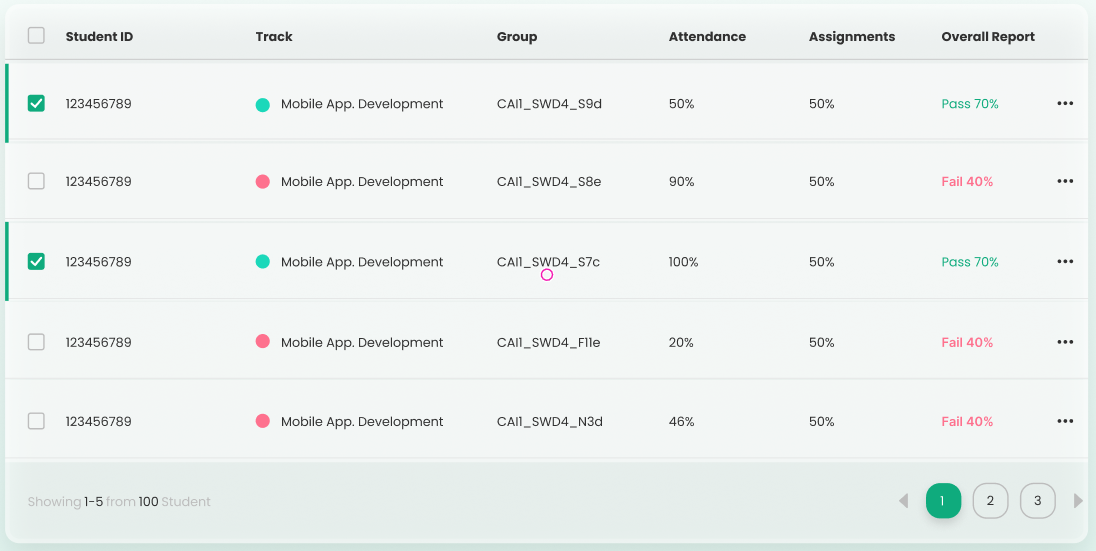 Student ID Track Group Attendance Assignments Overall Report
123456789 Mobile App. Development CAI1_SWD4_S9d 50% 50% Pass 70%
123456789 Mobile App. Development CAI1_SWD4_S8e 90% 50% Fail 40%
123456789 Mobile App. Development CAI1_SWD4_S7c 100% 50% Pass 70%
123456789 Mobile App. Development CAI1_SWD4_F11e 20% 50% Fail 40%
123456789 Mobile App. Development CAI1_SWD4_N3d 46% 50% Fail 40%
Showing 1-5 from 100 Student 1 2 3